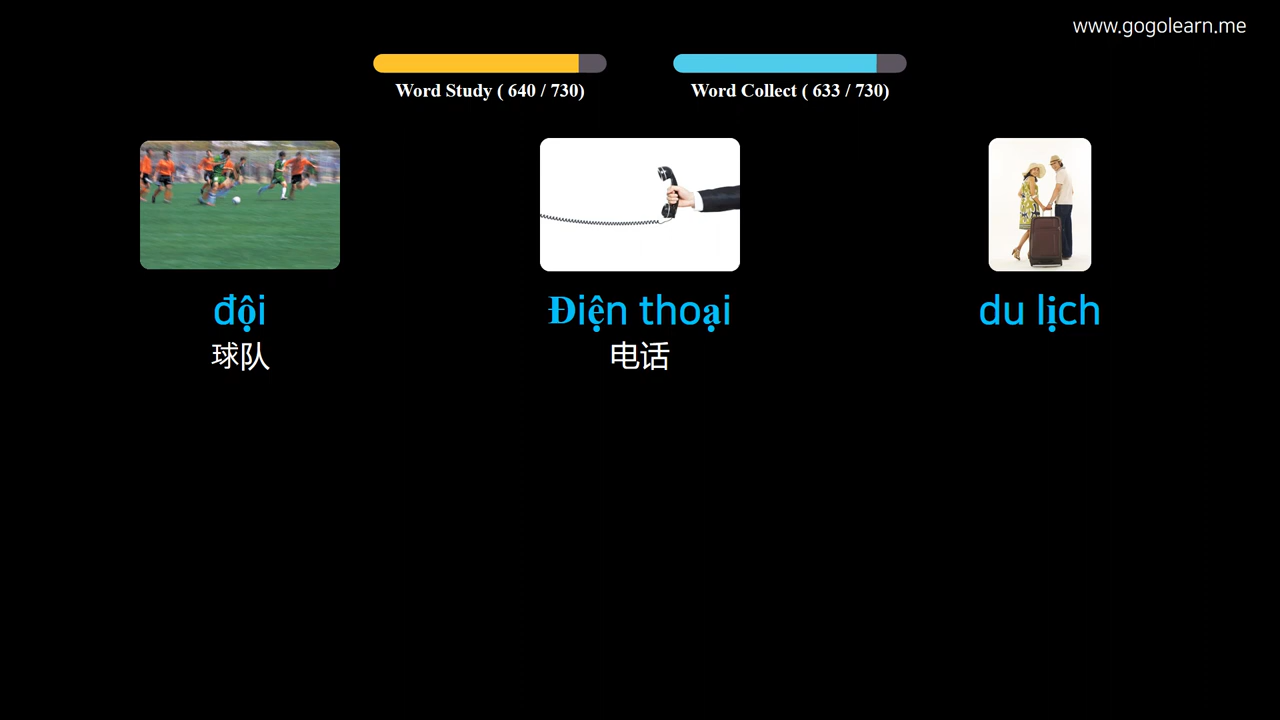 www.gogolearn.me
Word Study ( 640 / 730)
Word Collect ( 633 / 730)
đội
Điện thoại
du lịch
球队
电话